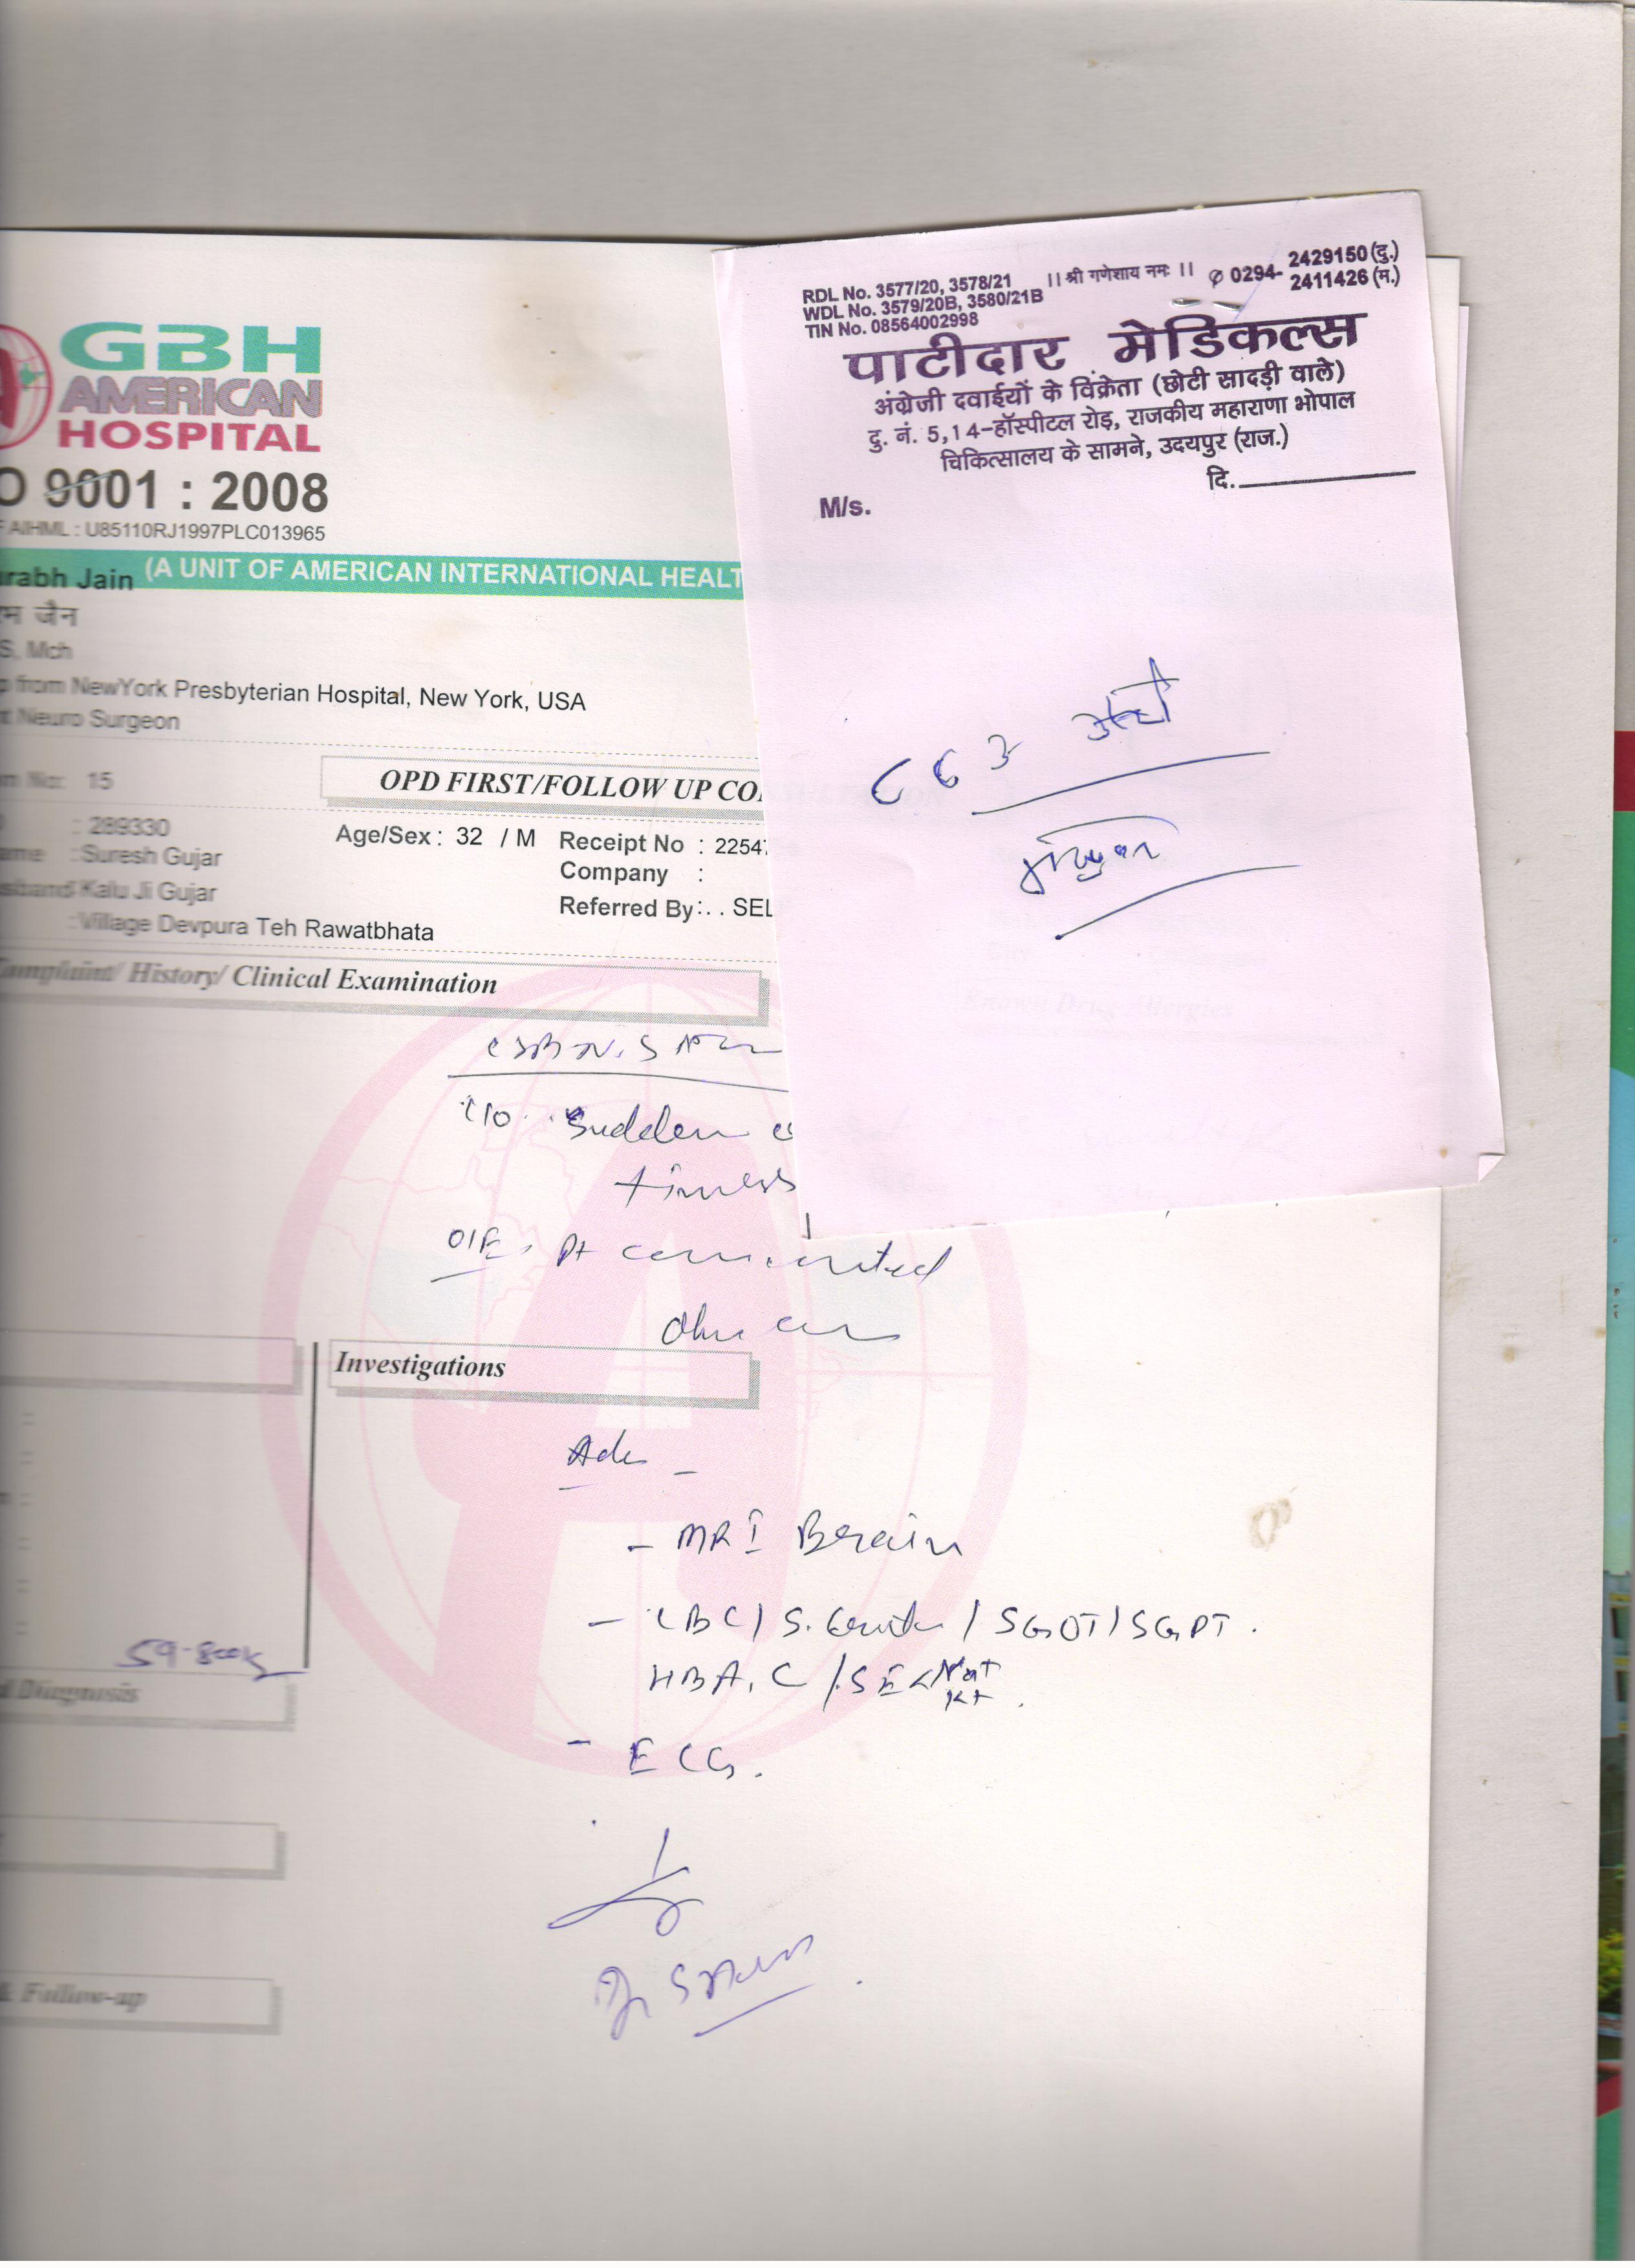 GBH
AMERICAN
HOSPITAL
O 9001 : 2008
AIHML : U85110RJ1997PLC013965
(A UNIT OF AMERICAN INTERNATIONAL HEALT
rabh Jain
भ जैन
S, Mch
p from NewYork Presbyterian Hospital, New York, USA
t Neuro Surgeon
m No: 15
OPD FIRST/FOLLOW UP CO
: 289330
Age/Sex : 32 / M
Receipt No : 2254
ame : Suresh Gujar
Company :
sband Kalu Ji Gujar
Referred By : . . SEL
: Village Devpura Teh Rawatbhata
Complaint/ History/ Clinical Examination
C/O Sudden
times
O/E Pt
Investigations
Adv -
- MRI Brain
- CBC / S. / SGOT / SGPT .
HBA1C / SE Na+
K+
- ECG .
Diagnosis
& Follow-up
RDL No. 3577/20, 3578/21
WDL No. 3579/20B, 3580/21B
TIN No. 08564002998
।। श्री गणेशाय नमः ।।
0294- 2429150 (दु.)
2411426 (म.)
पाटीदार मेडिकल्स
अंग्रेजी दवाईयों के विक्रेता (छोटी सादड़ी वाले)
दु. नं. 5,14-हॉस्पीटल रोड़, राजकीय महाराणा भोपाल
चिकित्सालय के सामने, उदयपुर (राज.)
दि.
M/s.
Known Drug Allergies